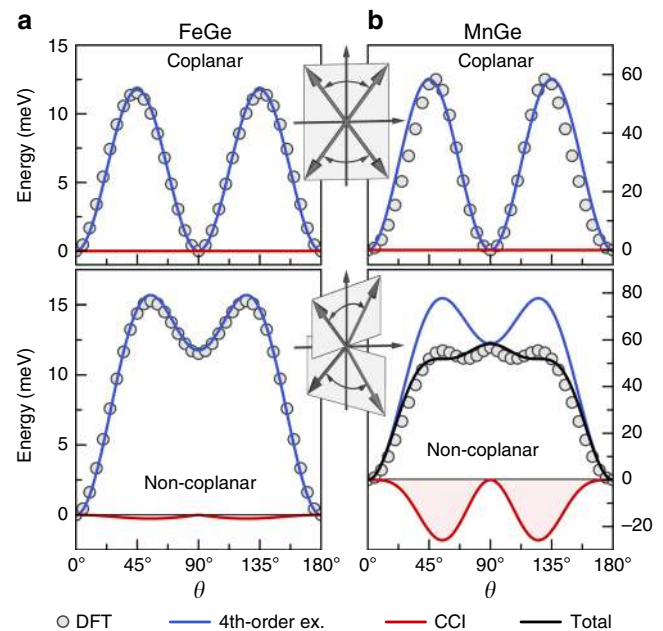 a
FeGe
b
MnGe
Coplanar
Coplanar
Energy (meV)
15
10
5
0
60
40
20
0
Non-coplanar
Non-coplanar
Energy (meV)
15
10
5
0
80
60
40
20
0
−20
0° 45° 90° 135° 180°
0° 45° 90° 135° 180°
θ
θ
DFT 4th-order ex. CCI Total